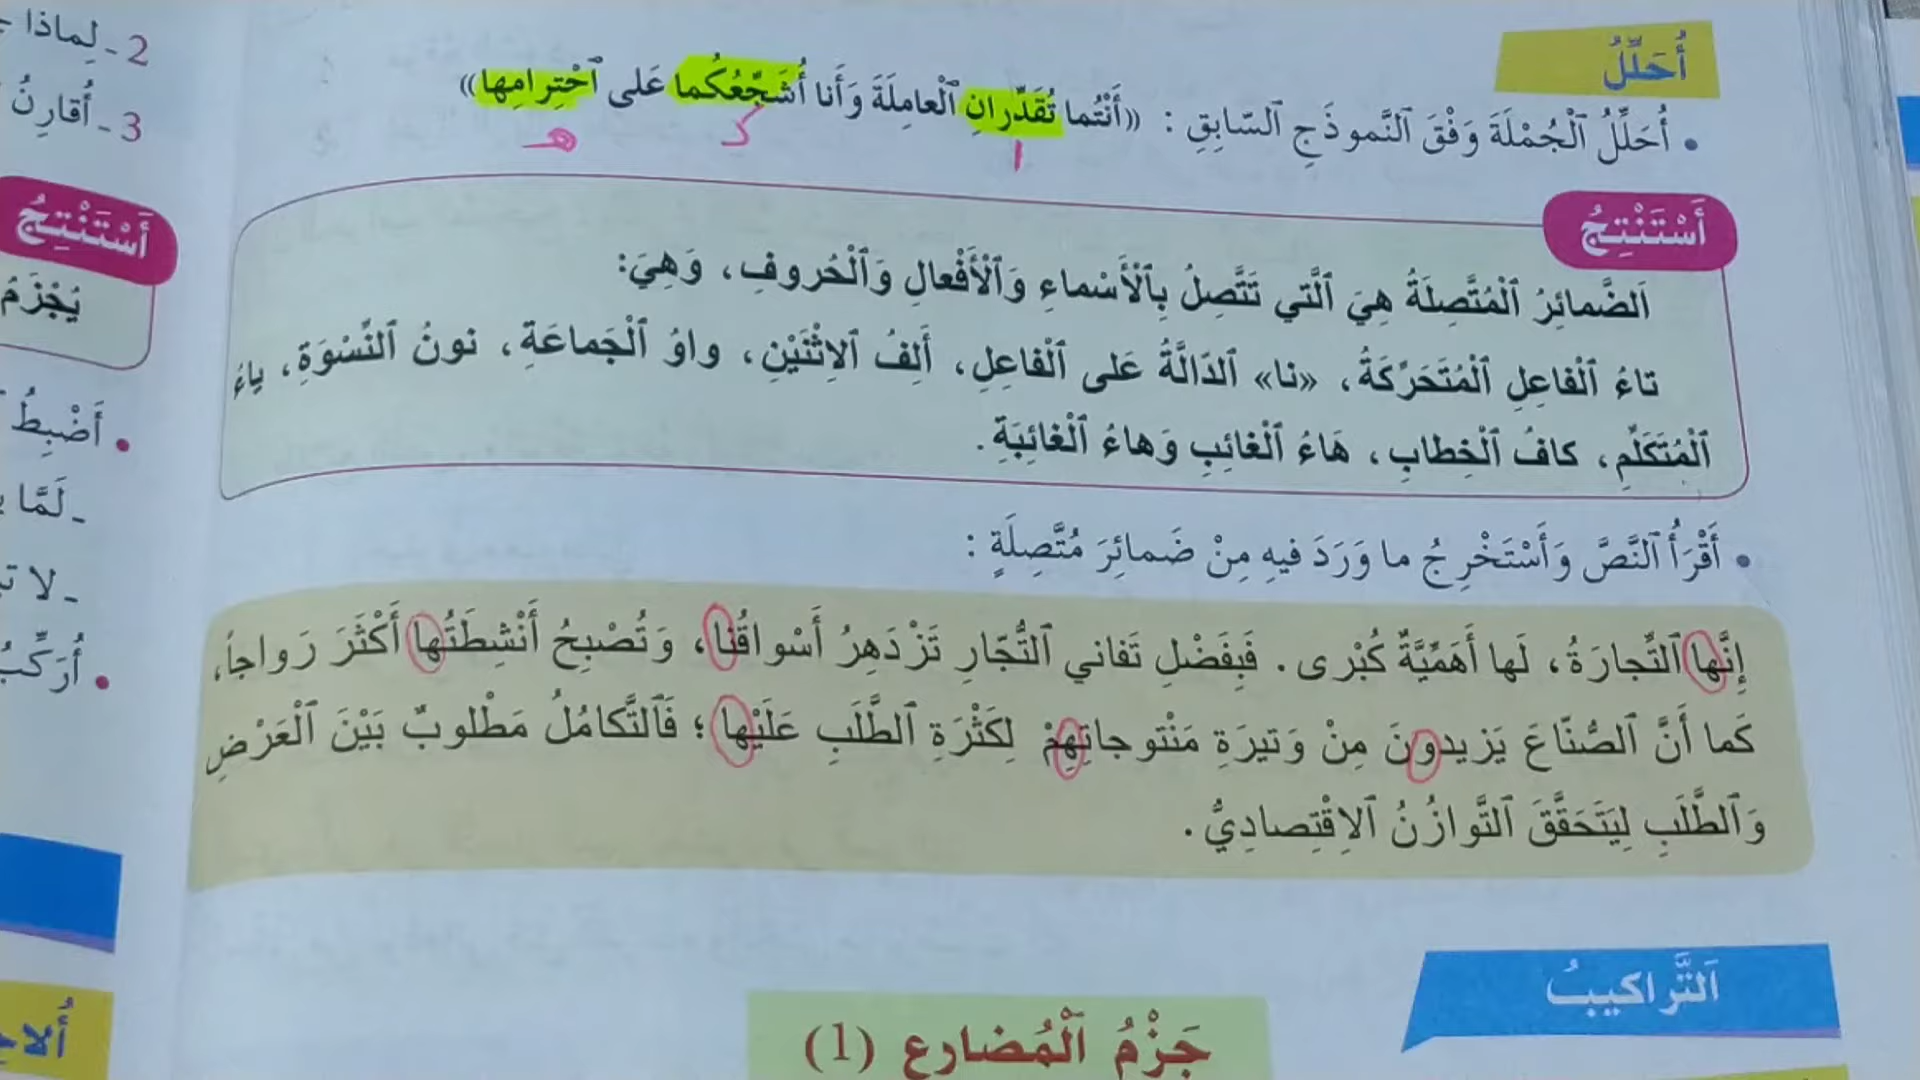 أُحَلِّلُ
• أُحَلِّلُ ٱلْجُمْلَةَ وَفْقَ ٱلنَّموذَجِ ٱلسّابِقِ : «أَنْتُما تُقَدِّرانِ ٱلْعامِلَةَ وَأَنا أُشَجِّعُكُما عَلى ٱحْتِرامِها»
أَسْتَنْتِجُ
اَلضَّمائِرُ ٱلْمُتَّصِلَةُ هِيَ ٱلَّتي تَتَّصِلُ بِٱلْأَسْماءِ وَٱلْأَفْعالِ وَٱلْحُروفِ، وَهِيَ:
تاءُ ٱلْفاعِلِ ٱلْمُتَحَرِّكَةُ، «نا» ٱلدّالَّةُ عَلى ٱلْفاعِلِ، أَلِفُ ٱلِاثْنَيْنِ، واوُ ٱلْجَماعَةِ، نونُ ٱلنِّسْوَةِ، ياءُ
ٱلْمُتَكَلِّمِ، كافُ ٱلْخِطابِ، هَاءُ ٱلْغائِبِ وَهاءُ ٱلْغائِبَةِ.
• أَقْرَأُ ٱلنَّصَّ وَأَسْتَخْرِجُ ما وَرَدَ فيهِ مِنْ ضَمائِرَ مُتَّصِلَةٍ :
إِنَّها ٱلتِّجارَةُ، لَها أَهَمِّيَّةٌ كُبْرى. فَبِفَضْلِ تَفاني ٱلتُّجّارِ تَزْدَهِرُ أَسْواقُنا، وَتُصْبِحُ أَنْشِطَتُها أَكْثَرَ رَواجاً،
كَما أَنَّ ٱلصُّنّاعَ يَزيدونَ مِنْ وَتيرَةِ مَنْتوجاتِهِمْ لِكَثْرَةِ ٱلطَّلَبِ عَلَيْها ؛ فَٱلتَّكامُلُ مَطْلوبٌ بَيْنَ ٱلْعَرْضِ
وَٱلطَّلَبِ لِيَتَحَقَّقَ ٱلتَّوازُنُ ٱلِاقْتِصادِيُّ.
اَلتَّراكيبُ
جَزْمُ ٱلْمُضارِعِ (1)
2 ـ لِماذا
3 ـ أُقارِنُ
أَسْتَنْتِجُ
يُجْزَمُ
• أَضْبِطُ
ـ لَمَّا
ـ لا
• أُرَكِّبُ